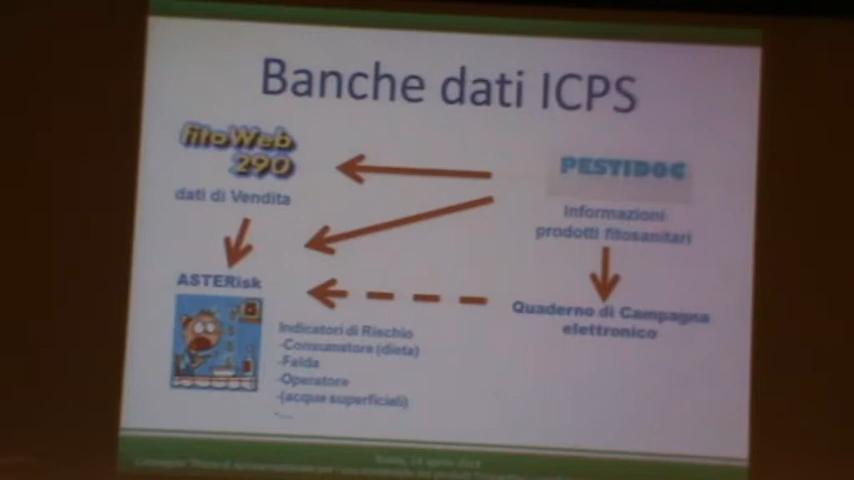 Banche dati ICPS
fitoWeb
290
dati di Vendita
PESTIDOC
Informazioni
prodotti fitosanitari
ASTERisk
Quaderno di Campagna
elettronico
Indicatori di Rischio
-Consumatore (dieta)
-Falda
-Operatore
-(acque superficiali)
-...